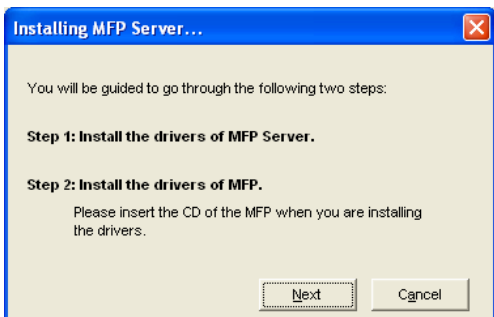 Installing MFP Server...
You will be guided to go through the following two steps:
Step 1: Install the drivers of MFP Server.
Step 2: Install the drivers of MFP.
Please insert the CD of the MFP when you are installing
the drivers.
Next Cancel